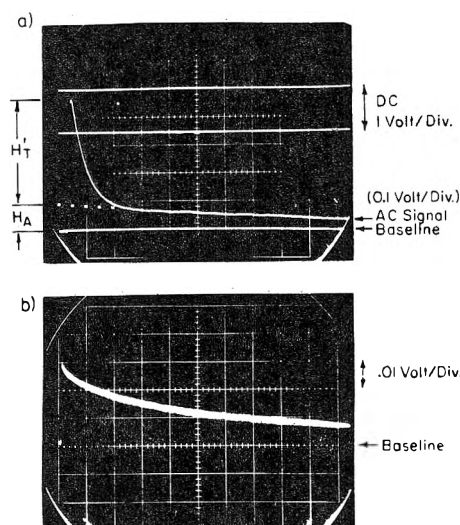 a)
DC
1 Volt/Div.
H'T
(0.1 Volt/Div.)
HA
AC Signal
Baseline
b)
.01 Volt/Div.
Baseline